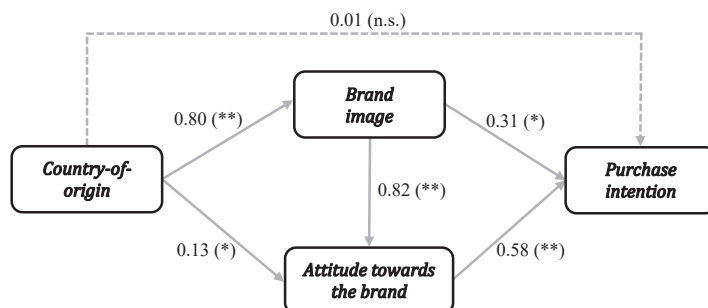 0.01 (n.s.)
Brand
image
0.80 (**)
0.31 (*)
Country-of-
origin
Purchase
intention
0.82 (**)
0.13 (*)
0.58 (**)
Attitude towards
the brand